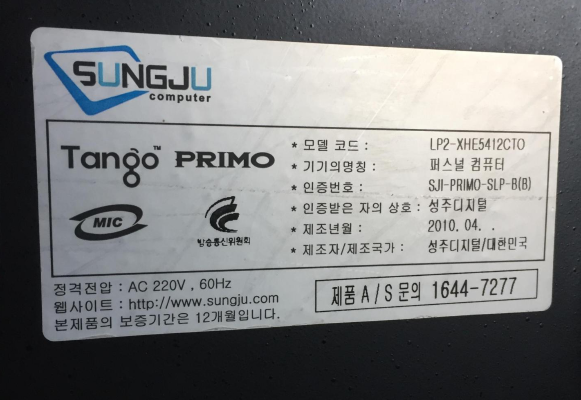 SUNGJU
computer
Tango™ PRIMO
MIC
방송통신위원회
* 모델 코드 : LP2-XHE5412CTO
* 기기의명칭 : 퍼스널 컴퓨터
* 인증번호 : SJI-PRIMO-SLP-B(B)
* 인증받은 자의 상호 : 성주디지탈
* 제조년월 : 2010. 04. .
* 제조자/제조국가 : 성주디지탈/대한민국
정격전압 : AC 220V , 60Hz
웹사이트 : http://www.sungju.com
본제품의 보증기간은 12개월입니다.
제품 A/S 문의 1644-7277